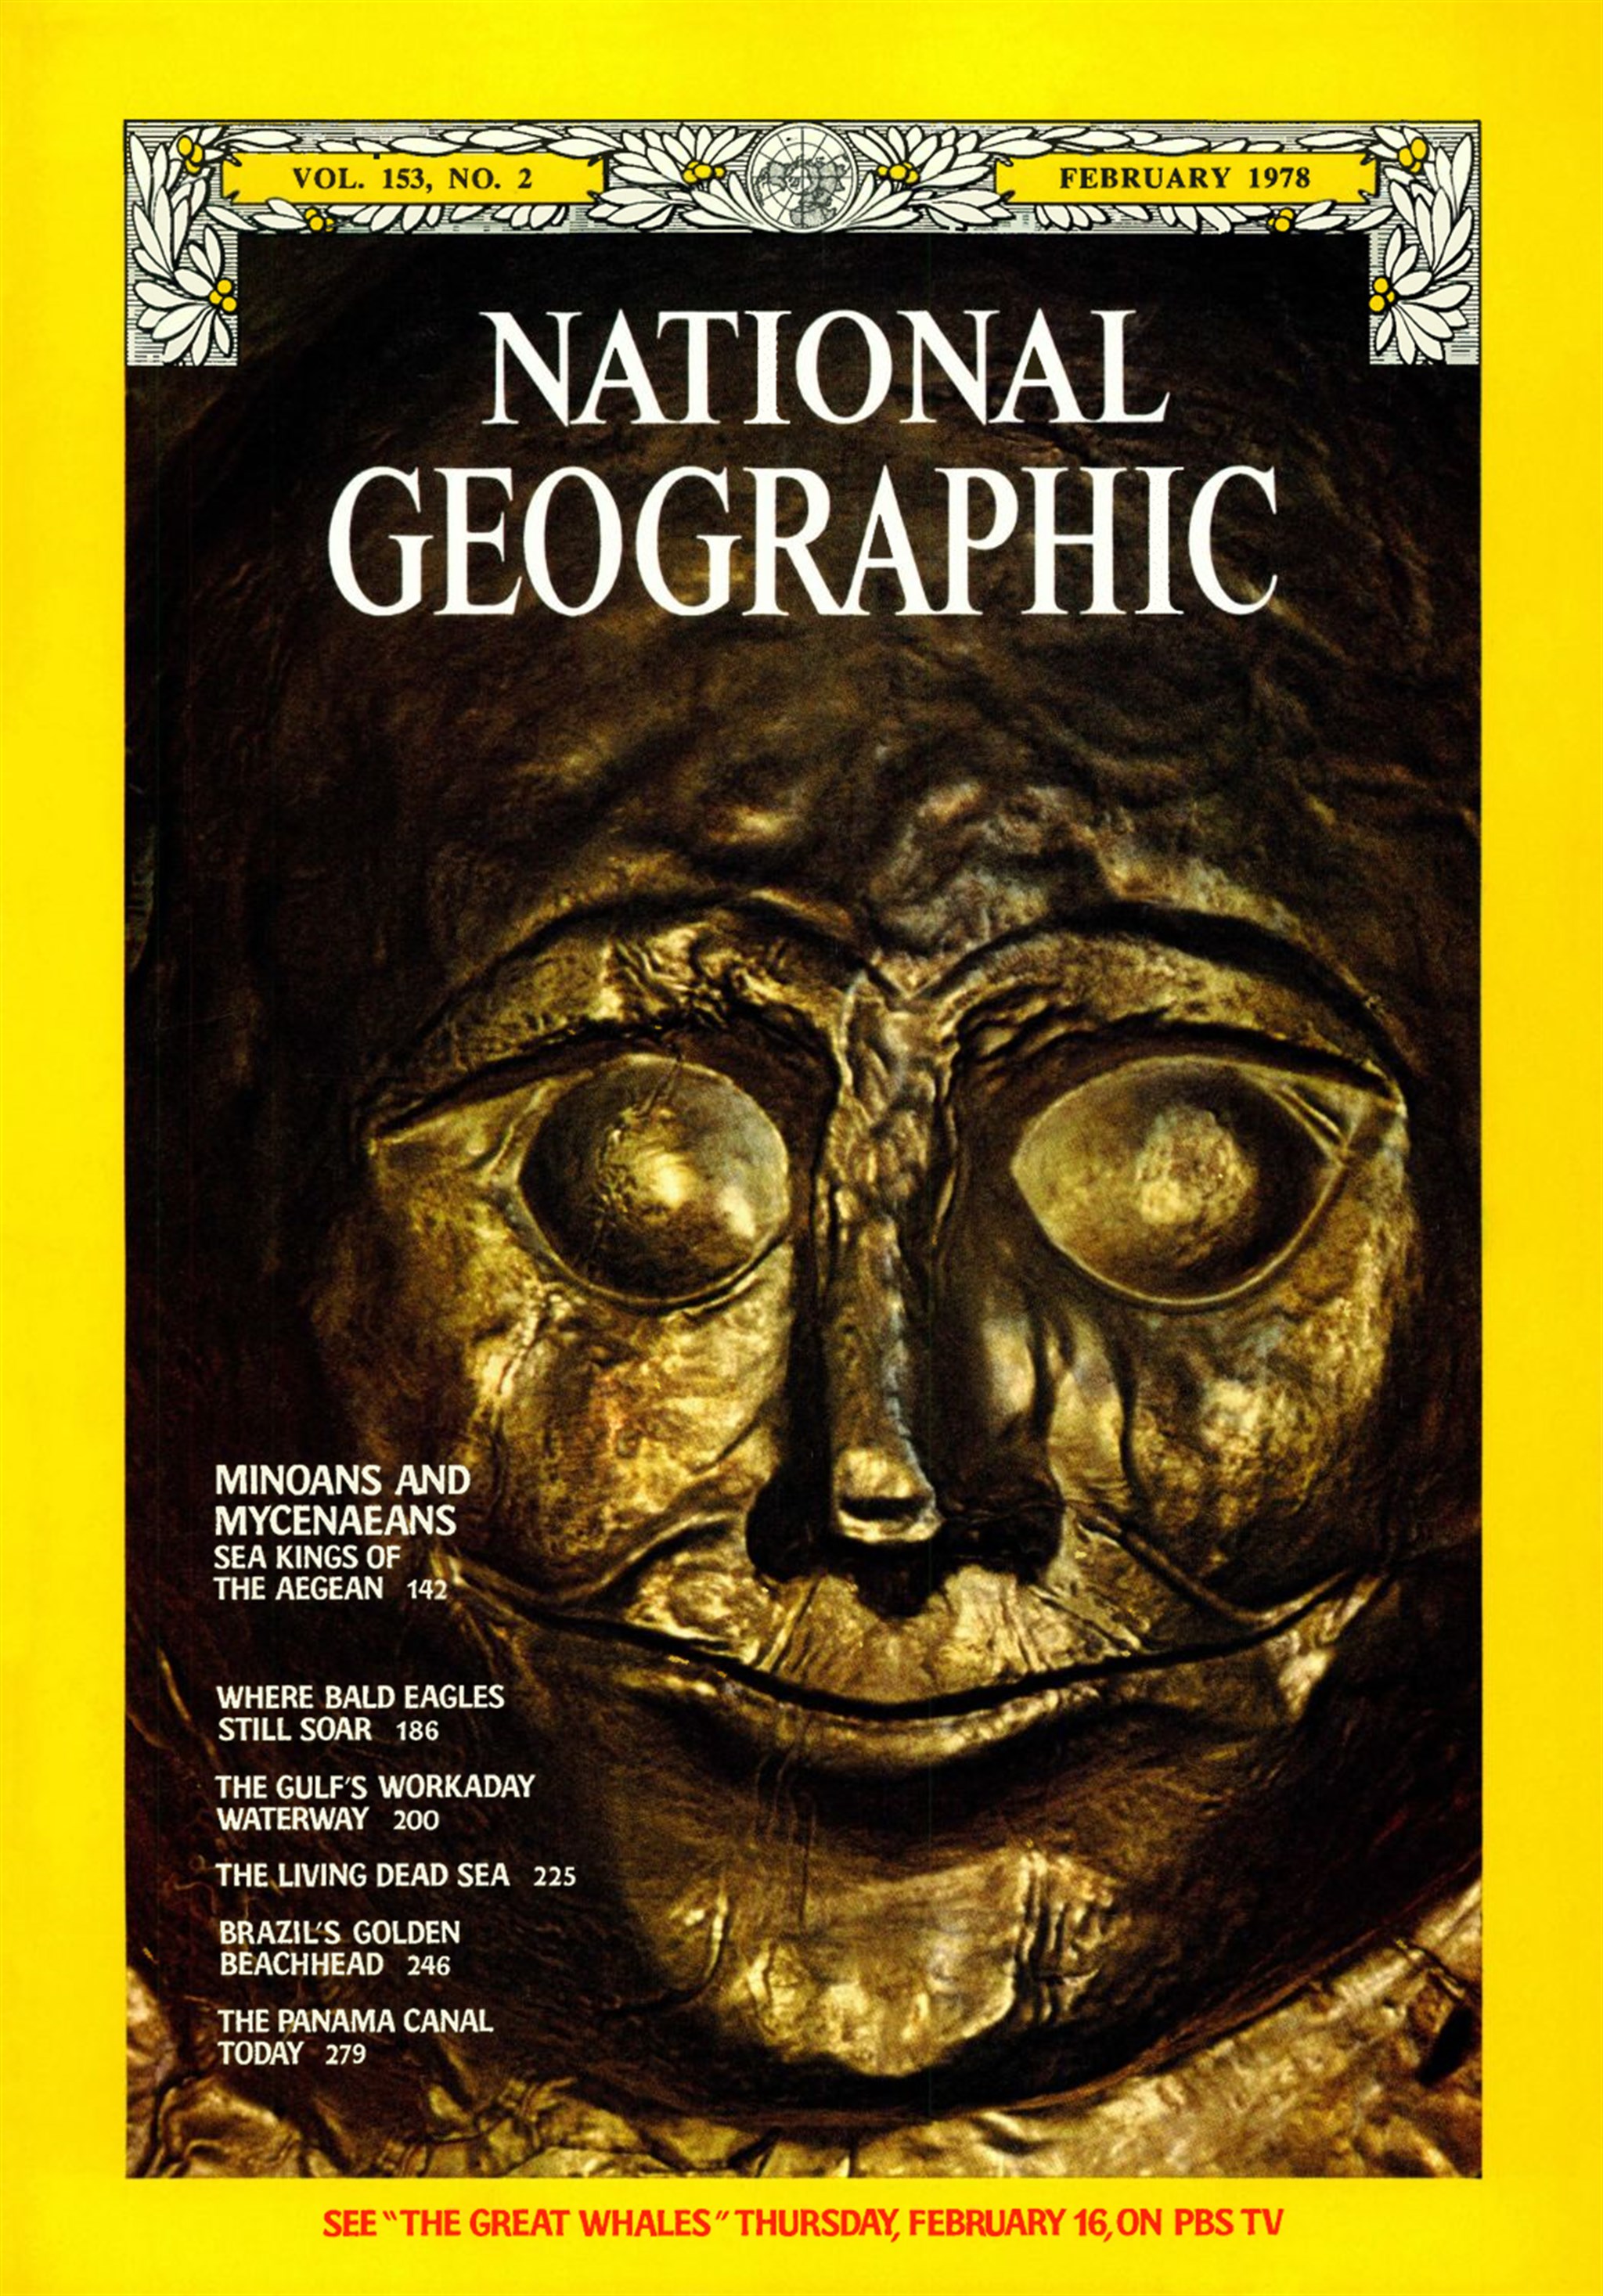 VOL. 153, NO. 2
FEBRUARY 1978
NATIONAL
GEOGRAPHIC
MINOANS AND
MYCENAEANS
SEA KINGS OF
THE AEGEAN 142
WHERE BALD EAGLES
STILL SOAR 186
THE GULF'S WORKADAY
WATERWAY 200
THE LIVING DEAD SEA 225
BRAZIL'S GOLDEN
BEACHHEAD 246
THE PANAMA CANAL
TODAY 279
SEE "THE GREAT WHALES" THURSDAY, FEBRUARY 16, ON PBS TV